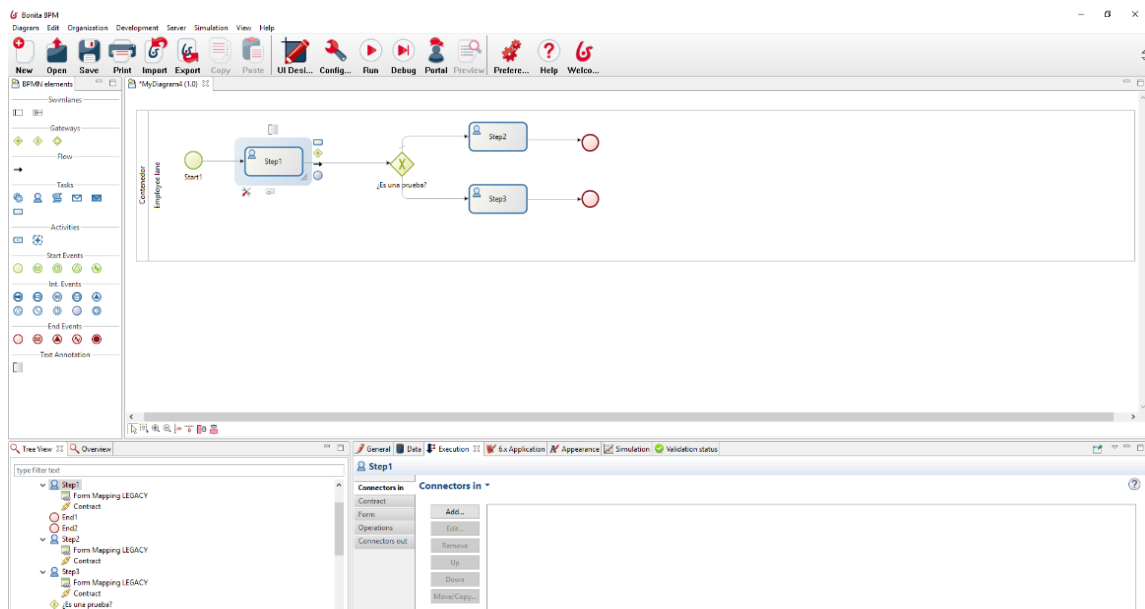 Bonita BPM
Diagram Edit Organization Development Server Simulation View Help
New Open Save Print Import Export Copy Paste UI Desi... Config... Run Debug Portal Preview Prefere... Help Welco...
BPMN elements
*MyDiagram4 (1.0)
Swimlanes
Gateways
Flow
Tasks
Activities
Start Events
Int. Events
End Events
Text Annotation
Contenedor
Employee lane
Start1
Step1
¿Es una prueba?
Step2
Step3
Tree View Overview
type filter text
Step1
Form Mapping LEGACY
Contract
End1
End2
Step2
Form Mapping LEGACY
Contract
Step3
Form Mapping LEGACY
Contract
¿Es una prueba?
General Data Execution 6.x Application Appearance Simulation Validation status
Step1
Connectors in
Contract
Form
Operations
Connectors out
Connectors in
Add...
Edit...
Remove
Up
Down
Move/Copy...